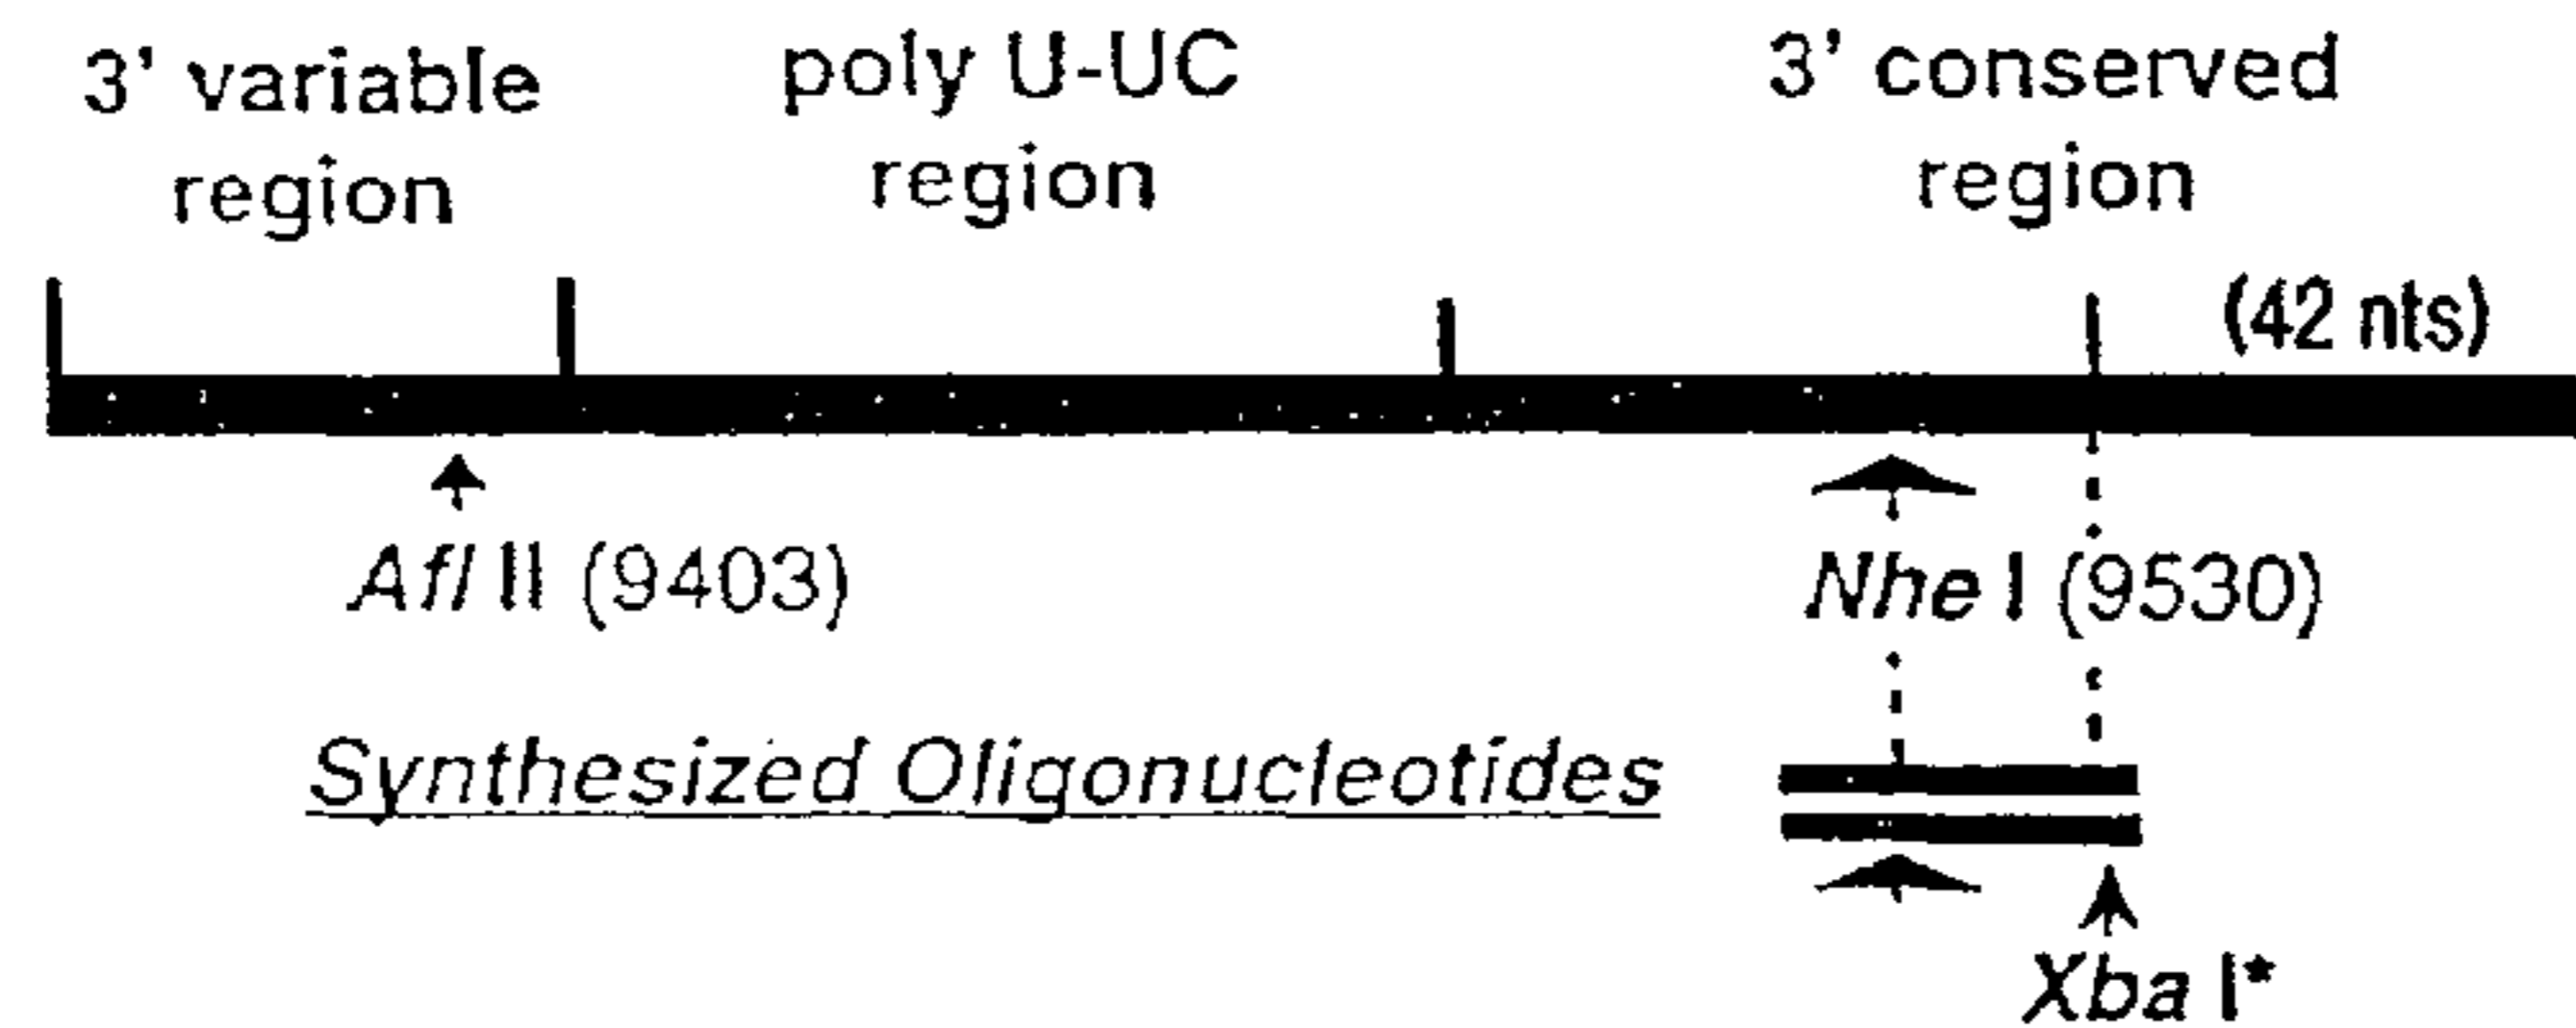 3' variable
region
poly U-UC
region
3' conserved
region
(42 nts)
Afl II (9403)
Nhe I (9530)
Synthesized Oligonucleotides
Xba I*